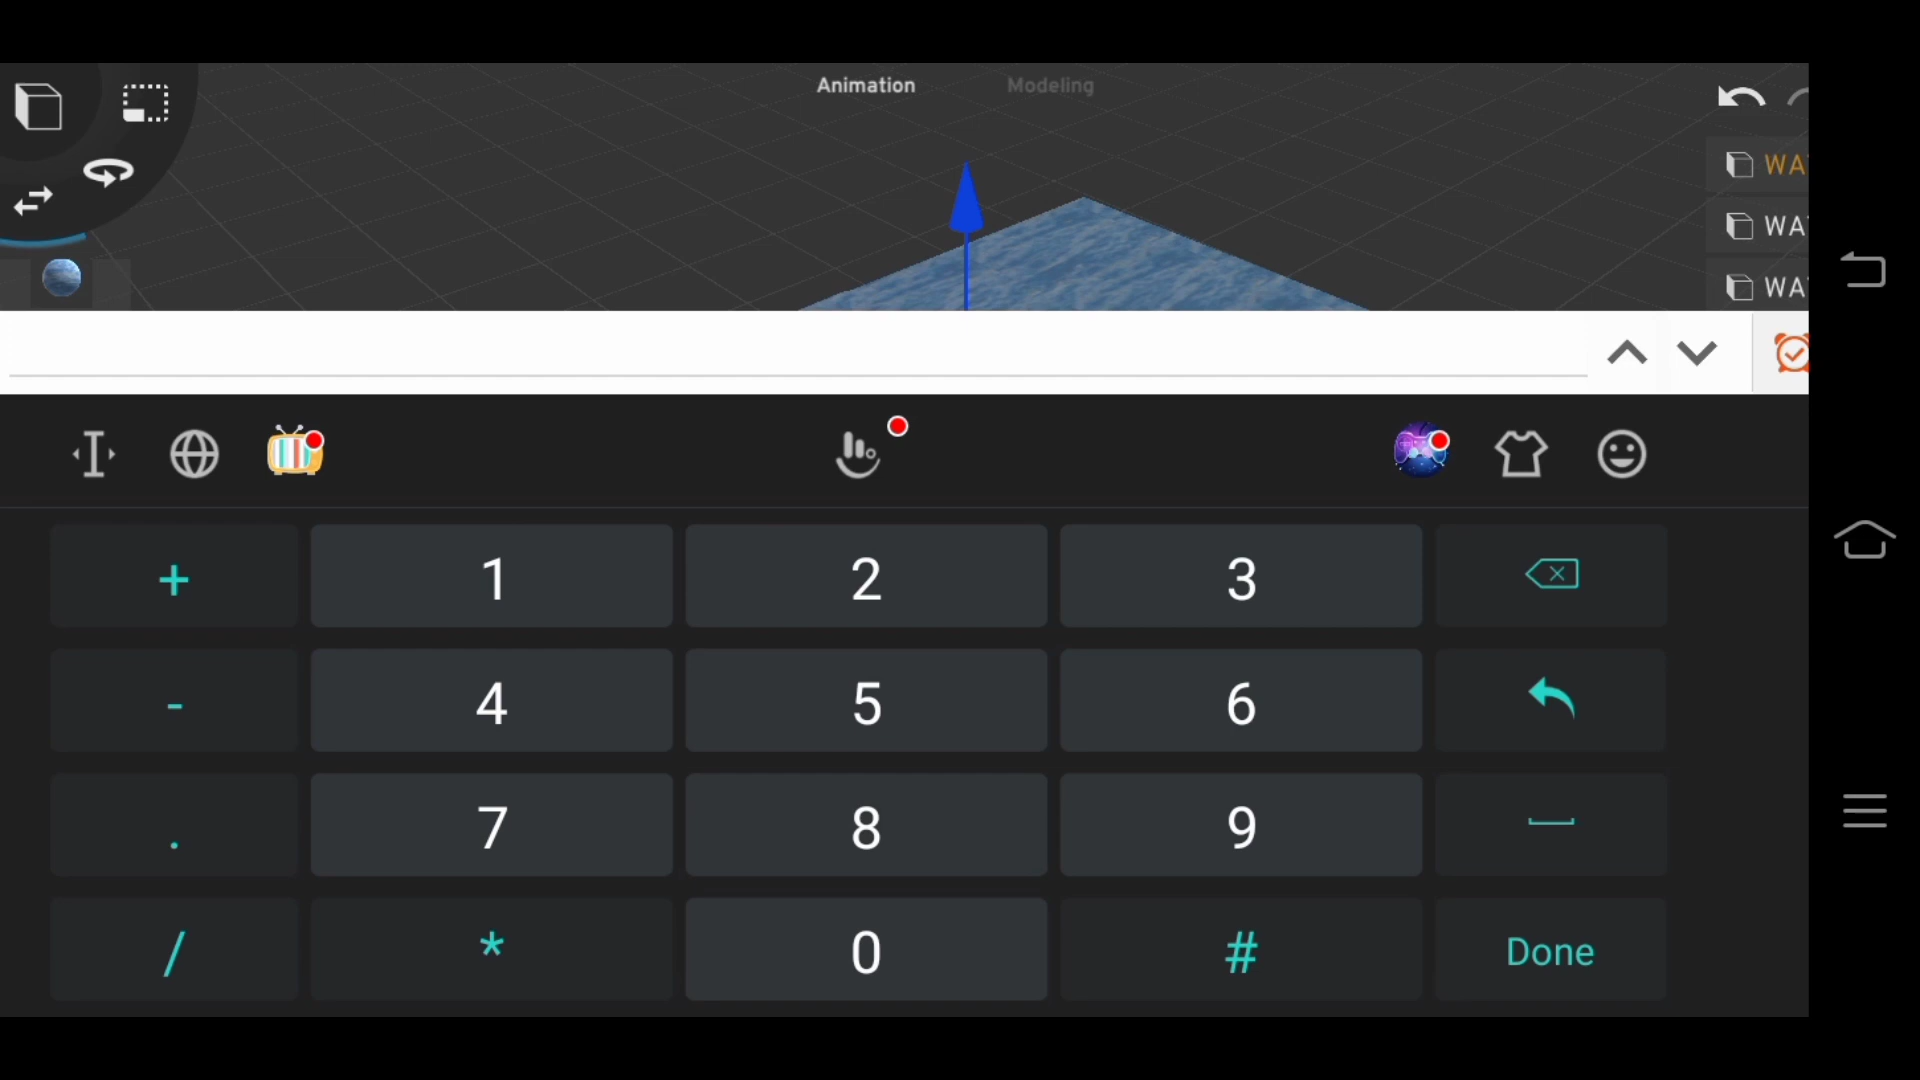 Animation Modeling
WA
WA
WA
+ 1 2 3
- 4 5 6
. 7 8 9
/ * 0 # Done